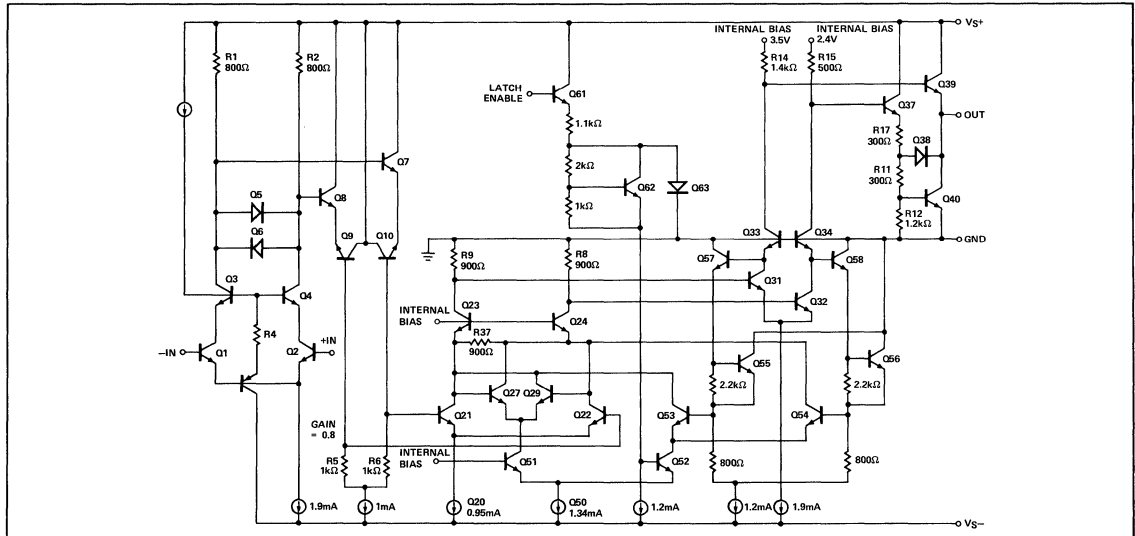 VS+
INTERNAL BIAS
3.5V
INTERNAL BIAS
2.4V
R1
800Ω
R2
800Ω
R14
1.4kΩ
R15
500Ω
LATCH
ENABLE
Q61
Q39
Q37
OUT
1.1kΩ
R17
300Ω
Q38
Q7
2kΩ
R11
300Ω
Q8
Q62
Q63
Q5
1kΩ
Q40
Q6
R12
1.2kΩ
Q9
Q10
Q33
Q34
GND
Q57
Q58
R9
900Ω
R8
900Ω
Q31
Q3
Q4
Q32
Q23
INTERNAL
BIAS
Q24
R4
R37
900Ω
−IN
Q1
Q2
+IN
Q55
Q56
2.2kΩ
2.2kΩ
Q27
Q29
Q21
Q22
Q53
Q54
GAIN
= 0.8
INTERNAL
BIAS
R5
1kΩ
R6
1kΩ
Q51
Q52
800Ω
800Ω
1.9mA
1mA
Q20
0.95mA
Q50
1.34mA
1.2mA
1.2mA
1.9mA
VS−